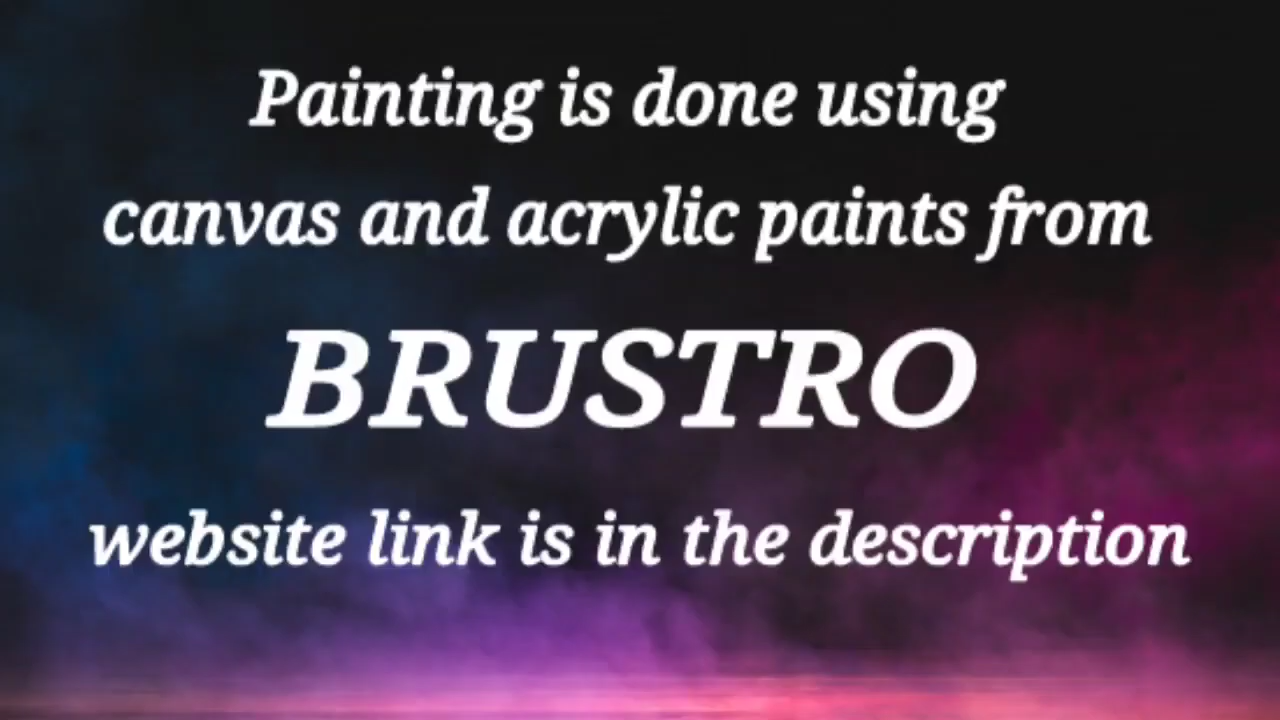 Painting is done using
canvas and acrylic paints from
BRUSTRO
website link is in the description